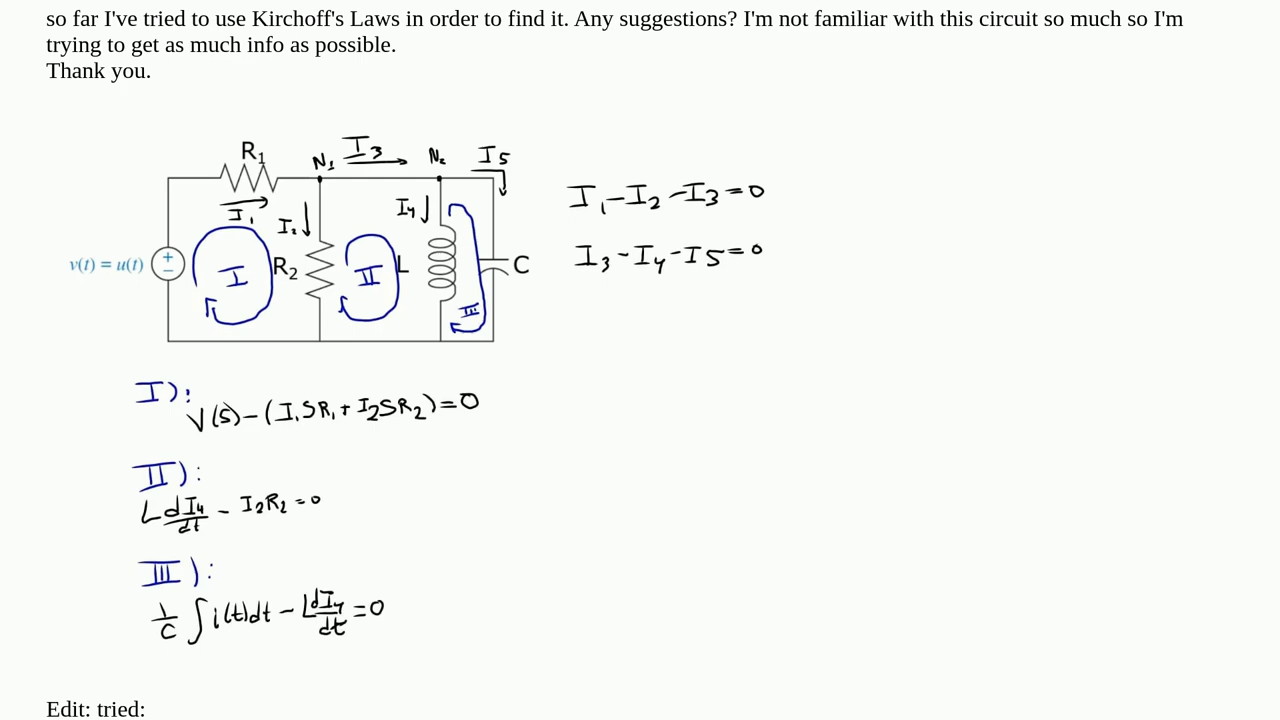 so far I've tried to use Kirchoff's Laws in order to find it. Any suggestions? I'm not familiar with this circuit so much so I'm
trying to get as much info as possible.
Thank you.
R₁
N₁
I₃
N₂
I5
I₁
I₂
I4
v(t) = u(t)
+
−
I
R₂
II
L
III
C
I₁-I₂-I₃=0
I₃-I4-I5=0
I):
V(s)-(I₁SR₁+I₂SR₂)=0
II):
L dI4/dt - I₂R₂=0
III):
1/C ∫i(t)dt - L dI4/dt=0
Edit: tried: